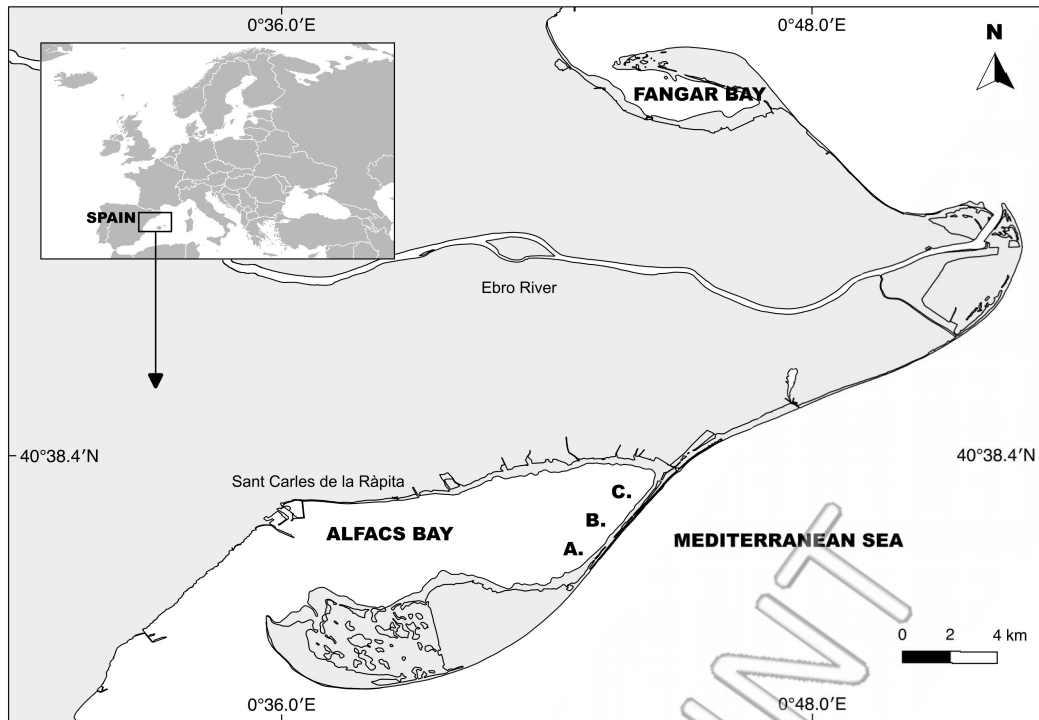 0°36.0'E
0°48.0'E
N
FANGAR BAY
SPAIN
Ebro River
40°38.4'N
40°38.4'N
Sant Carles de la Ràpita
C.
B.
ALFACS BAY
MEDITERRANEAN SEA
A.
0 2 4 km
0°36.0'E
0°48.0'E